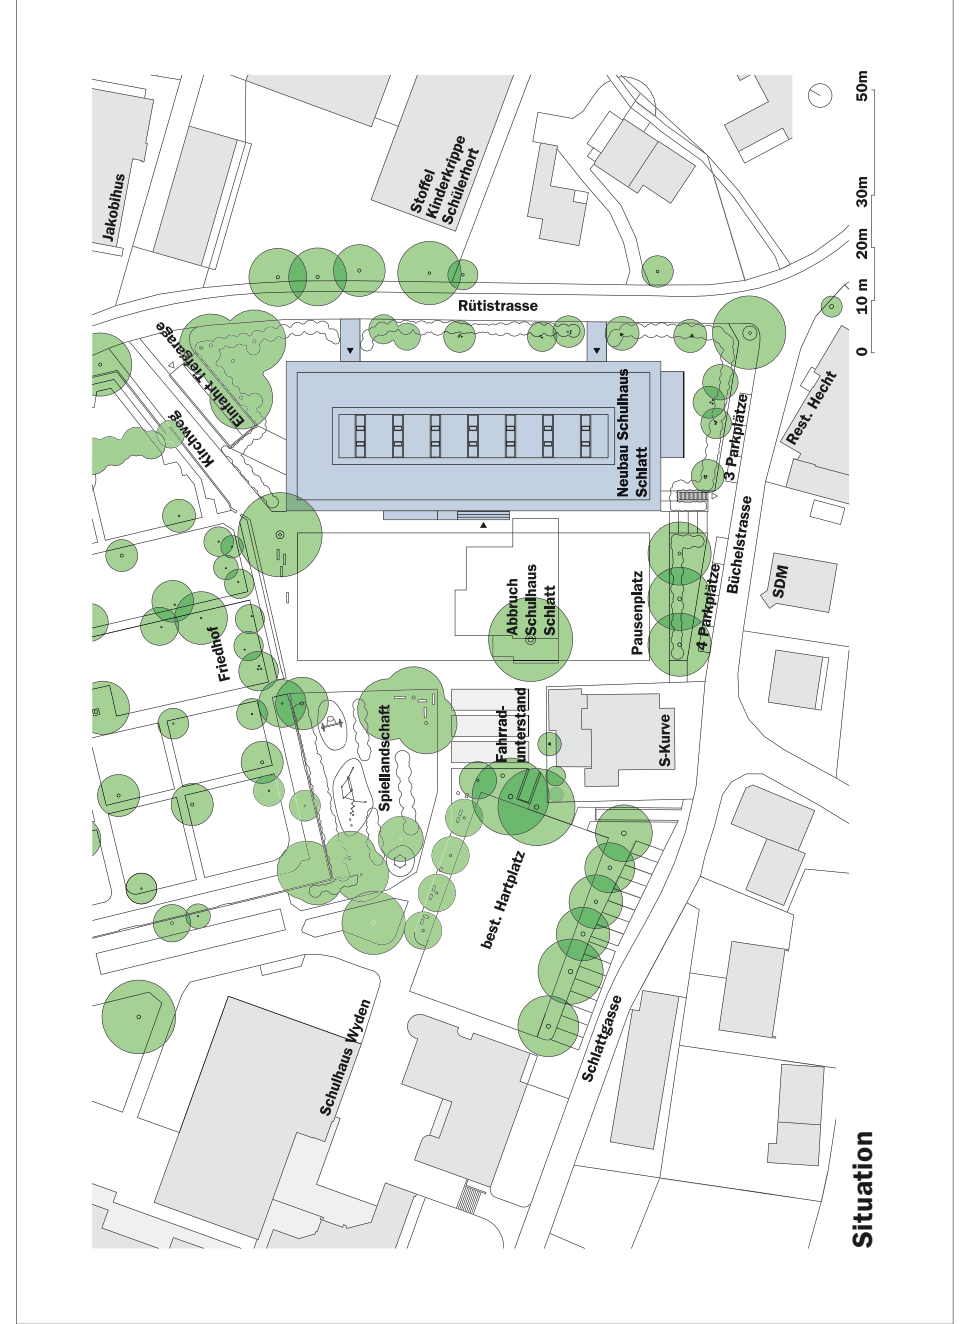 Jakobihus
Stoffel
Kinderkrippe
Schülerhort
Rütistrasse
Einfahrt Tiefgarage
Kirchweg
Neubau Schulhaus
Schlatt
3 Parkplätze
Rest. Hecht
Büchelstrasse
Abbruch
Schulhaus
Schlatt
Pausenplatz
4 Parkplätze
SDM
Friedhof
Spiellandschaft
Fahrrad-
unterstand
S-Kurve
best. Hartplatz
Schulhaus Wyden
Schlattgasse
0 10 m 20m 30m 50m
Situation